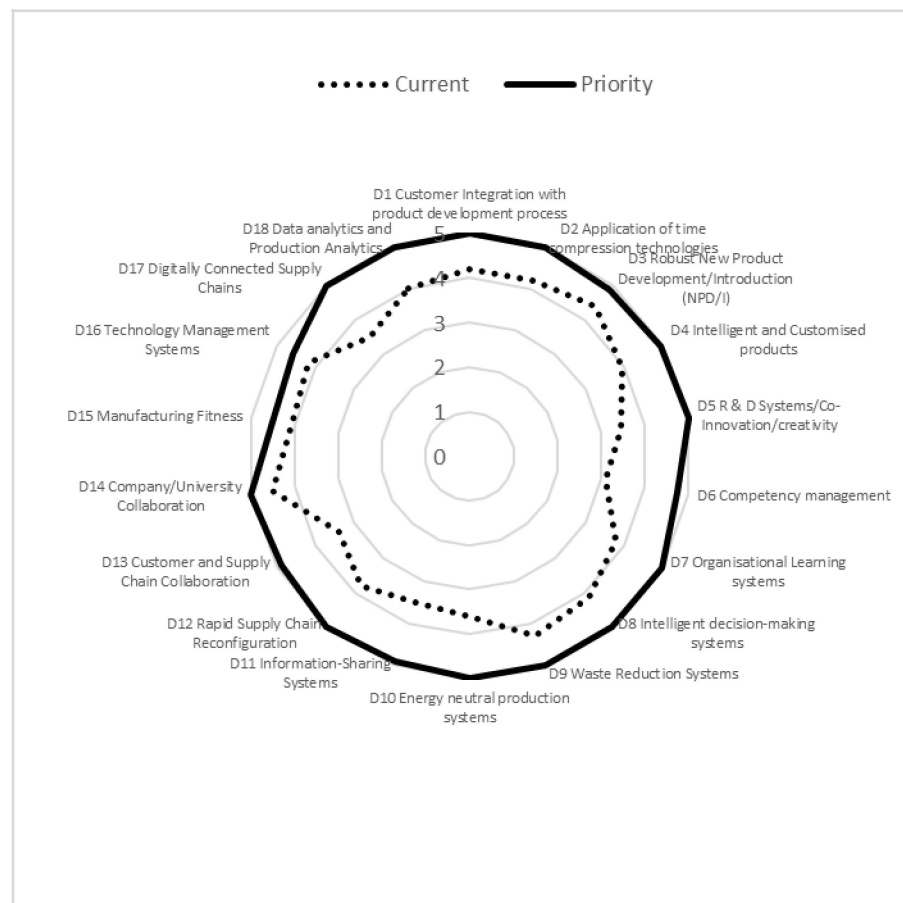 Current
Priority
D1 Customer Integration with
product development process
D2 Application of time
compression technologies
D3 Robust New Product
Development/Introduction
(NPD/I)
D4 Intelligent and Customised
products
D5 R & D Systems/Co-
Innovation/creativity
D6 Competency management
D7 Organisational Learning
systems
D8 Intelligent decision-making
systems
D9 Waste Reduction Systems
D10 Energy neutral production
systems
D11 Information-Sharing
Systems
D12 Rapid Supply Chain
Reconfiguration
D13 Customer and Supply
Chain Collaboration
D14 Company/University
Collaboration
D15 Manufacturing Fitness
D16 Technology Management
Systems
D17 Digitally Connected Supply
Chains
D18 Data analytics and
Production Analytics
5
4
3
2
1
0